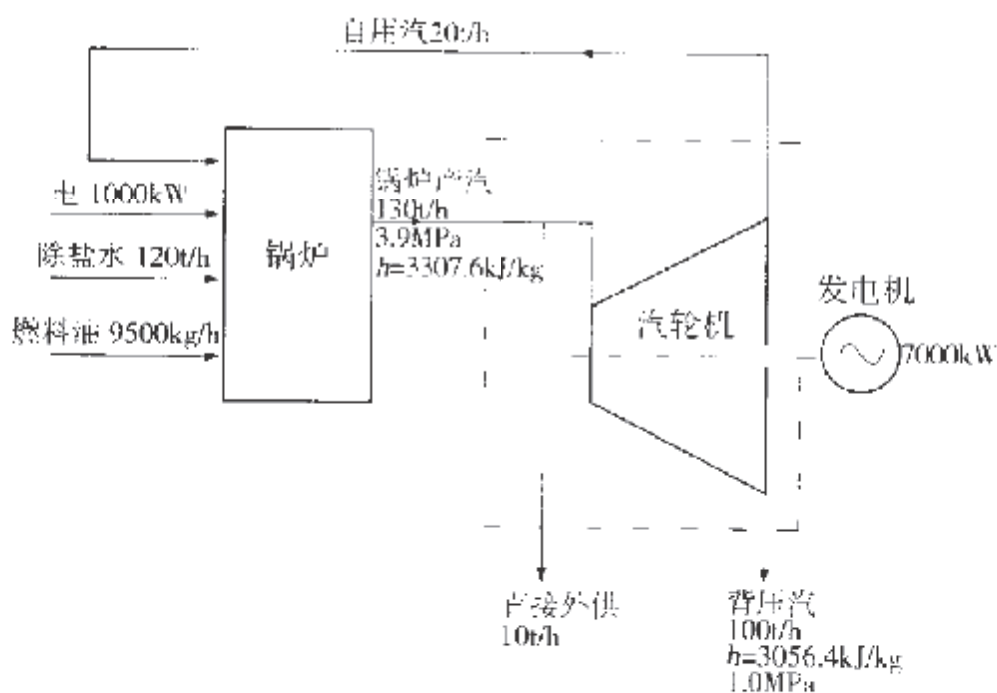 自用汽20t/h
电 1000kW
除盐水 120t/h
燃料油 9500kg/h
锅炉
锅炉产汽
130t/h
3.9MPa
h=3307.6kJ/kg
汽轮机
发电机
7000kW
直接外供
10t/h
背压汽
100t/h
h=3056.4kJ/kg
1.0MPa